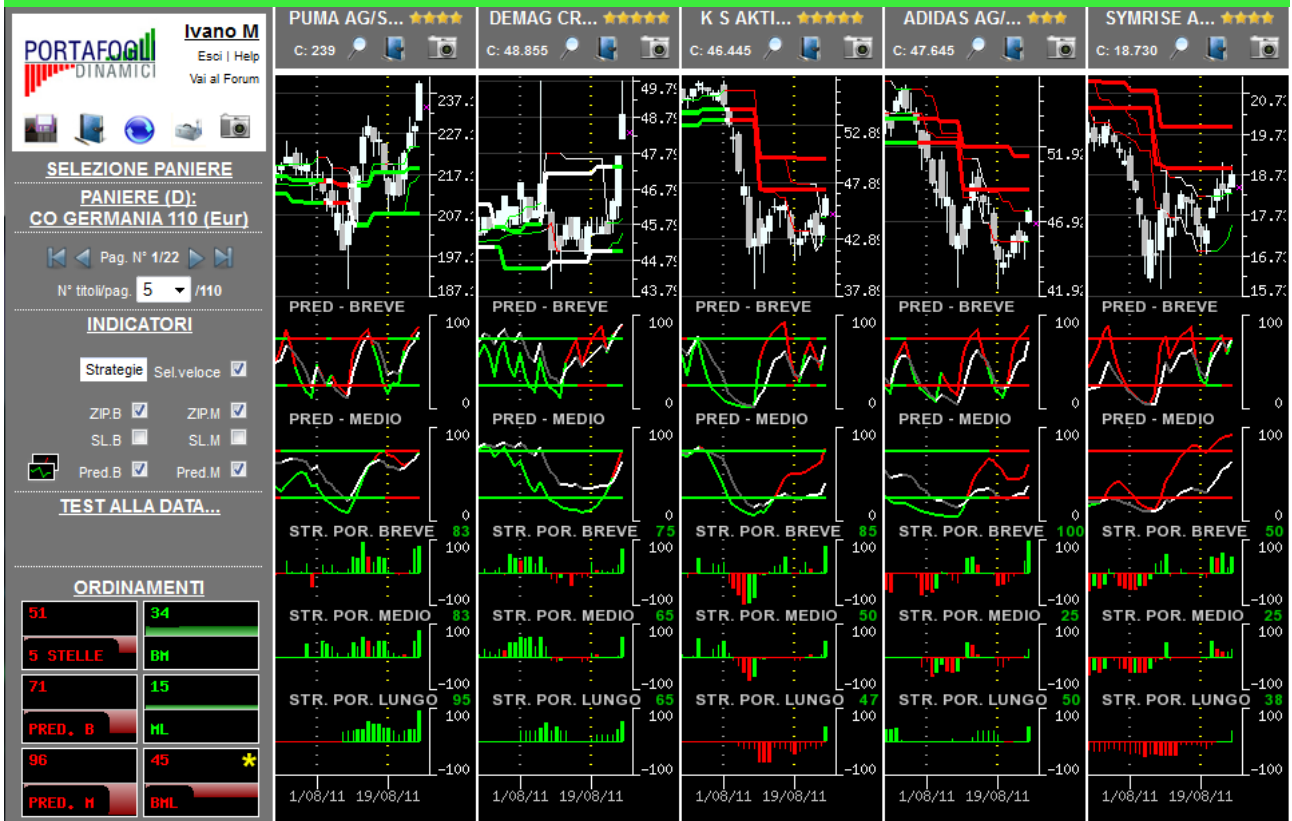 PORTAFOGLI
DINAMICI
Ivano M
Esci | Help
Vai al Forum
SELEZIONE PANIERE
PANIERE (D):
CO GERMANIA 110 (Eur)
Pag. N° 1/22
N° titoli/pag. 5 /110
INDICATORI
Strategie Sel.veloce
ZIP.B ZIP.M
SL.B SL.M
Pred.B Pred.M
TEST ALLA DATA...
ORDINAMENTI
51 34
5 STELLE BM
71 15
PRED. B ML
96 45 *
PRED. M BML
PUMA AG/S...
C: 239
237.
227.
217.
207.
197.
187.
PRED - BREVE
100
0
PRED - MEDIO
100
0
STR. POR. BREVE 83
100
-100
STR. POR. MEDIO 83
100
-100
STR. POR. LUNGO 95
100
-100
1/08/11 19/08/11
DEMAG CR...
C: 48.855
49.79
48.79
47.79
46.79
45.79
44.79
43.79
PRED - BREVE
100
0
PRED - MEDIO
100
0
STR. POR. BREVE 75
100
-100
STR. POR. MEDIO 65
100
-100
STR. POR. LUNGO 65
100
-100
1/08/11 19/08/11
K S AKTI...
C: 46.445
52.89
47.89
42.89
37.89
PRED - BREVE
100
0
PRED - MEDIO
100
0
STR. POR. BREVE 85
100
-100
STR. POR. MEDIO 50
100
-100
STR. POR. LUNGO 47
100
-100
1/08/11 19/08/11
ADIDAS AG/...
C: 47.645
51.92
46.92
41.92
PRED - BREVE
100
0
PRED - MEDIO
100
0
STR. POR. BREVE 100
100
-100
STR. POR. MEDIO 25
100
-100
STR. POR. LUNGO 50
100
-100
1/08/11 19/08/11
SYMRISE A...
C: 18.730
20.73
19.73
18.73
17.73
16.73
15.73
PRED - BREVE
100
0
PRED - MEDIO
100
0
STR. POR. BREVE 50
100
-100
STR. POR. MEDIO 25
100
-100
STR. POR. LUNGO 38
100
-100
1/08/11 19/08/11